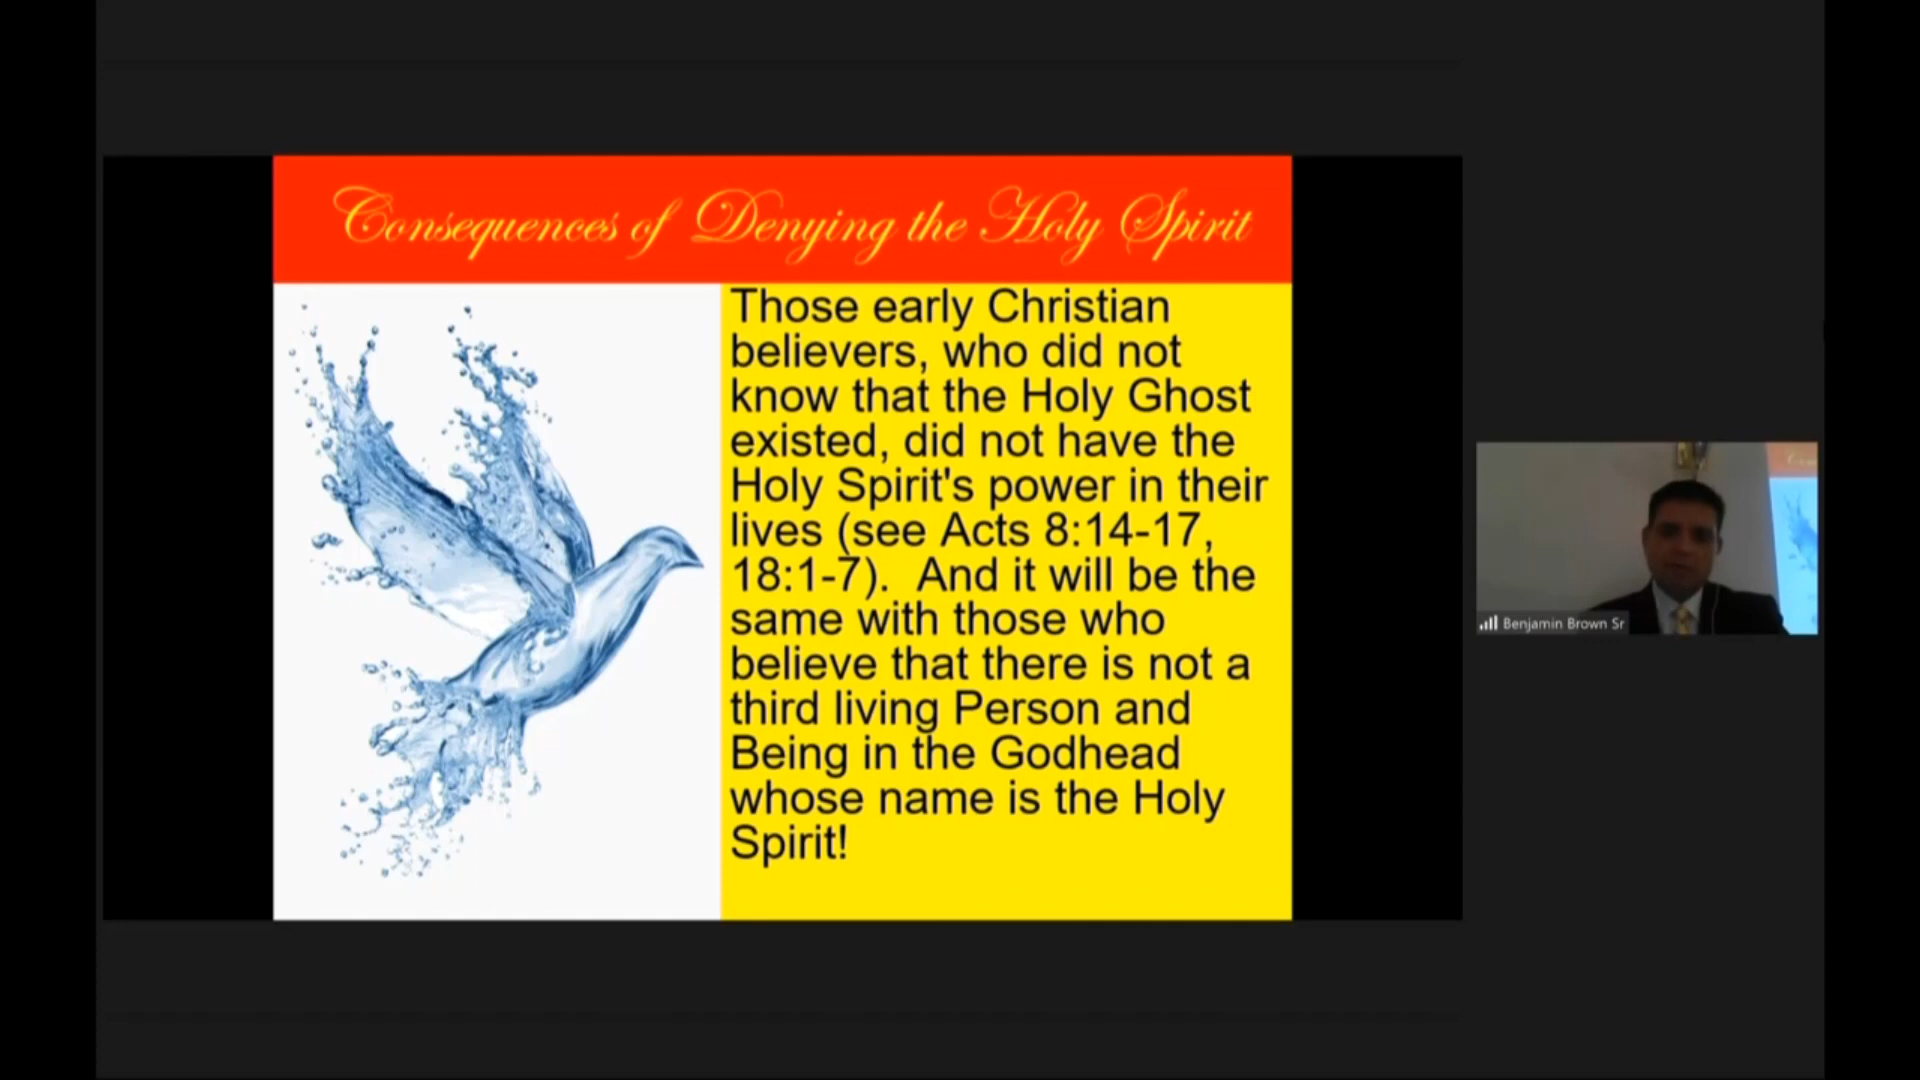 Consequences of Denying the Holy Spirit
Those early Christian
believers, who did not
know that the Holy Ghost
existed, did not have the
Holy Spirit's power in their
lives (see Acts 8:14-17,
18:1-7).  And it will be the
same with those who
believe that there is not a
third living Person and
Being in the Godhead
whose name is the Holy
Spirit!
Benjamin Brown Sr